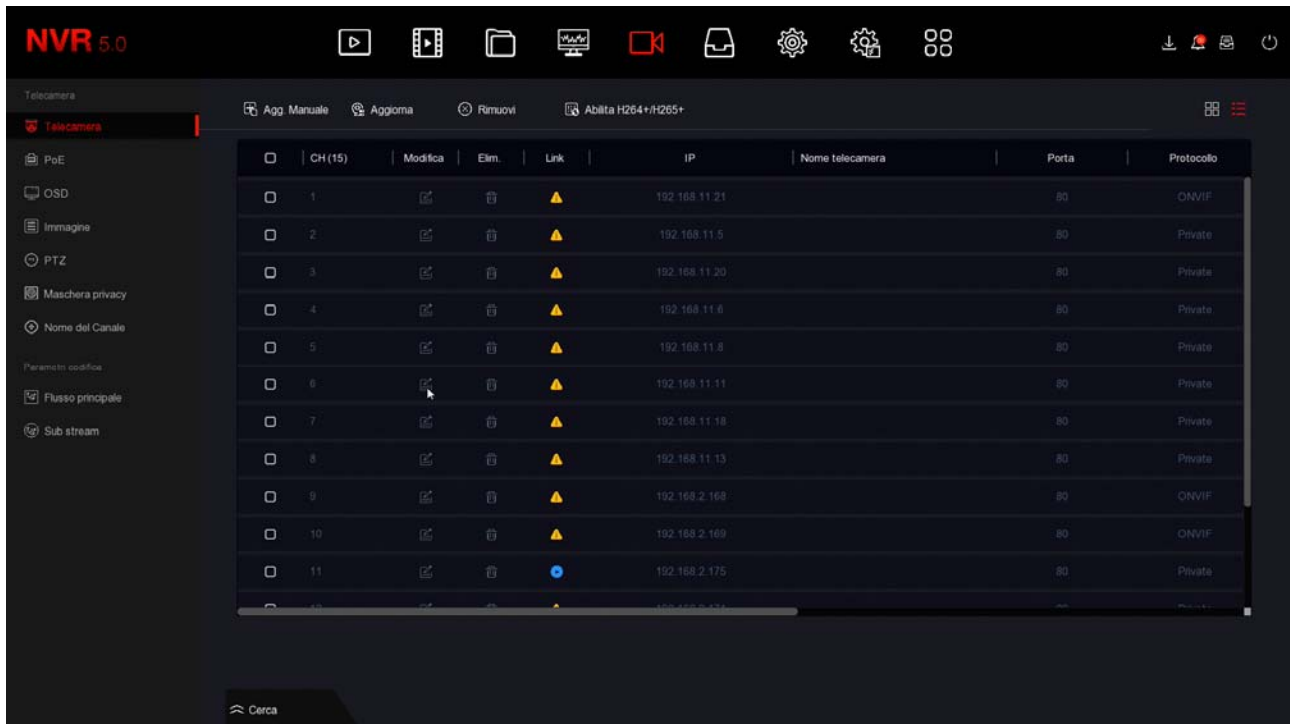 NVR 5.0
Telecamera
Telecamera
PoE
OSD
Immagine
PTZ
Maschera privacy
Nome del Canale
Parametri codifica
Flusso principale
Sub stream
Agg. Manuale Aggiorna Rimuovi Abilita H264+/H265+
CH (15) Modifica Elim. Link IP Nome telecamera Porta Protocollo
1 192.168.11.21 80 ONVIF
2 192.168.11.5 80 Private
3 192.168.11.20 80 Private
4 192.168.11.6 80 Private
5 192.168.11.8 80 Private
6 192.168.11.11 80 Private
7 192.168.11.18 80 Private
8 192.168.11.13 80 Private
9 192.168.2.168 80 ONVIF
10 192.168.2.169 80 ONVIF
11 192.168.2.175 80 Private
Cerca